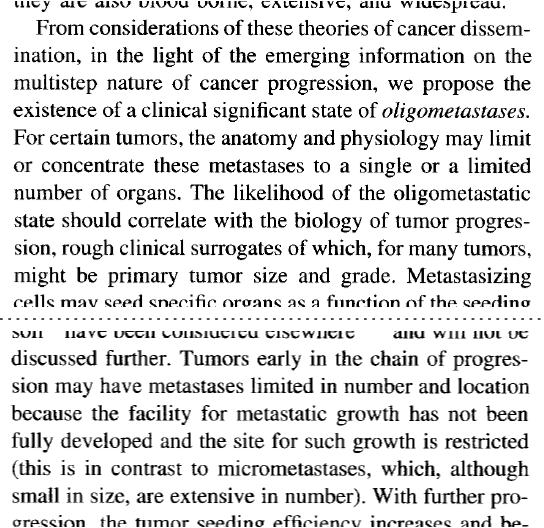 they are also blood borne, extensive, and widespread.
From considerations of these theories of cancer dissem-
ination, in the light of the emerging information on the
multistep nature of cancer progression, we propose the
existence of a clinical significant state of oligometastases.
For certain tumors, the anatomy and physiology may limit
or concentrate these metastases to a single or a limited
number of organs. The likelihood of the oligometastatic
state should correlate with the biology of tumor progres-
sion, rough clinical surrogates of which, for many tumors,
might be primary tumor size and grade. Metastasizing
cells may seed specific organs as a function of the seeding
have been considered elsewhere and will not be
discussed further. Tumors early in the chain of progres-
sion may have metastases limited in number and location
because the facility for metastatic growth has not been
fully developed and the site for such growth is restricted
(this is in contrast to micrometastases, which, although
small in size, are extensive in number). With further pro-
gression, the tumor seeding efficiency increases and be-